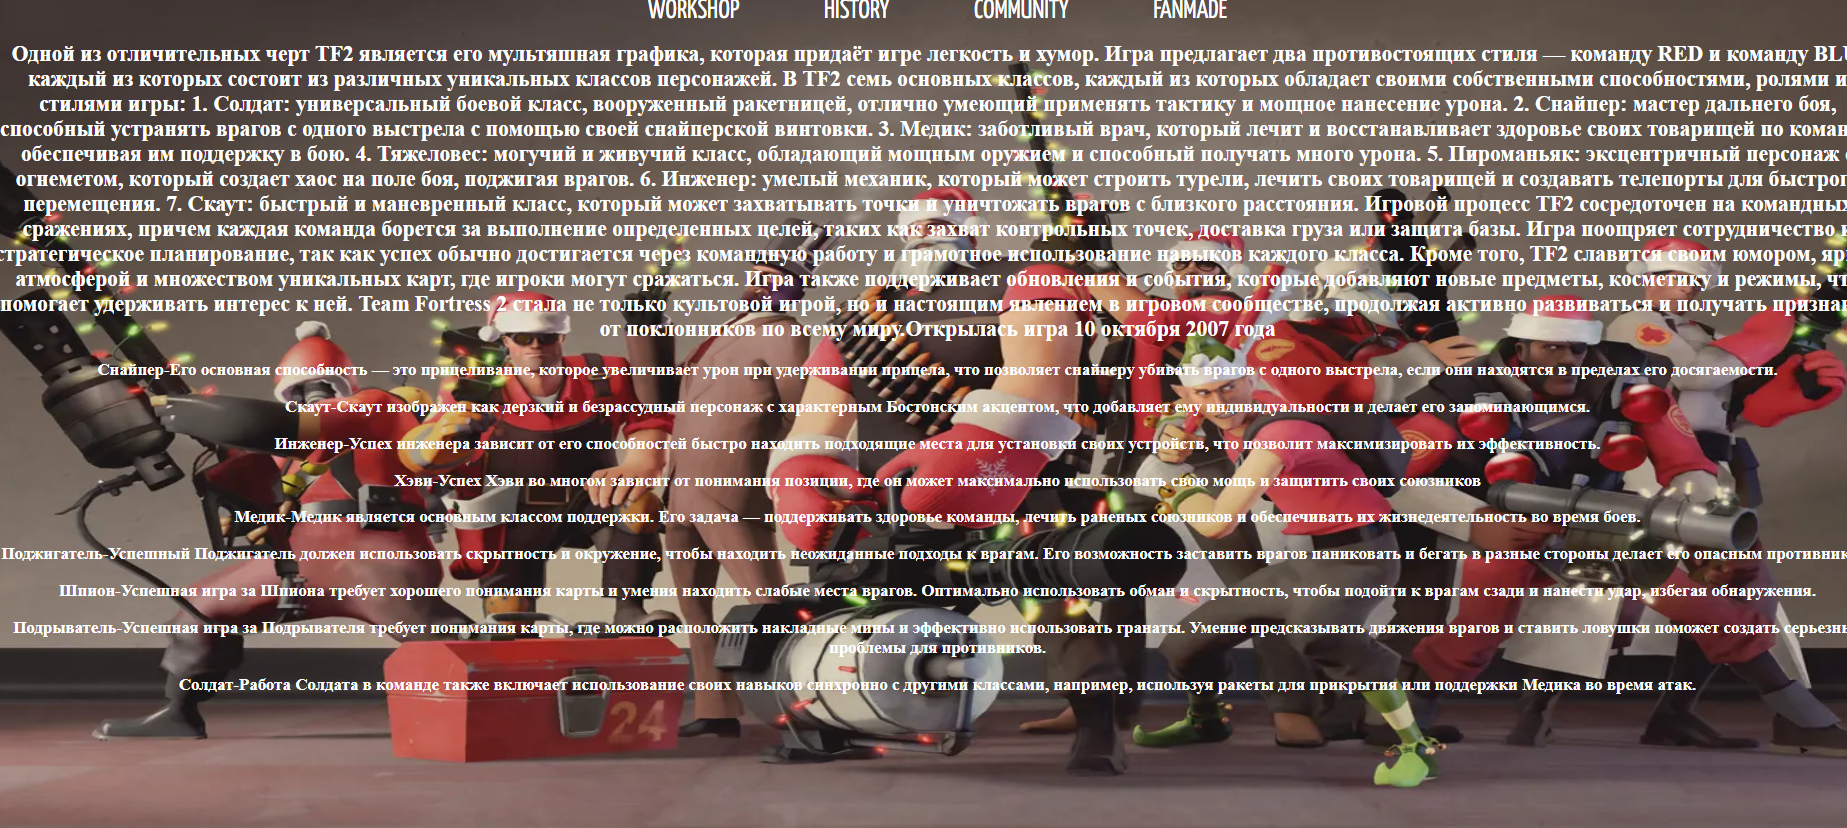 WORKSHOP HISTORY COMMUNITY FANMADE
Одной из отличительных черт TF2 является его мультяшная графика, которая придаёт игре легкость и хумор. Игра предлагает два противостоящих стиля — команду RED и команду
каждый из которых состоит из различных уникальных классов персонажей. В TF2 семь основных классов, каждый из которых обладает своими собственными способностями, ролями и
стилями игры: 1. Солдат: универсальный боевой класс, вооруженный ракетницей, отлично умеющий применять тактику и мощное нанесение урона. 2. Снайпер: мастер дальнего боя,
способный устранять врагов с одного выстрела с помощью своей снайперской винтовки. 3. Медик: заботливый врач, который лечит и восстанавливает здоровье своих товарищей по
обеспечивая им поддержку в бою. 4. Тяжеловес: могучий и живучий класс, обладающий мощным оружием и способный получать много урона. 5. Пироманьяк: эксцентричный персонаж
огнеметом, который создает хаос на поле боя, поджигая врагов. 6. Инженер: умелый механик, который может строить турели, лечить своих товарищей и создавать телепорты для
перемещения. 7. Скаут: быстрый и маневренный класс, который может захватывать точки и уничтожать врагов с близкого расстояния. Игровой процесс TF2 сосредоточен на командных
сражениях, причем каждая команда борется за выполнение определенных целей, таких как захват контрольных точек, доставка груза или защита базы. Игра поощряет сотрудничество
стратегическое планирование, так как успех обычно достигается через командную работу и грамотное использование навыков каждого класса. Кроме того, TF2 славится своим юмором,
атмосферой и множеством уникальных карт, где игроки могут сражаться. Игра также поддерживает обновления и события, которые добавляют новые предметы, косметику и режимы,
помогает удерживать интерес к ней. Team Fortress 2 стала не только культовой игрой, но и настоящим явлением в игровом сообществе, продолжая активно развиваться и получать
от поклонников по всему миру.Открылась игра 10 октября 2007 года
Снайпер-Его основная способность — это прицеливание, которое увеличивает урон при удерживании прицела, что позволяет снайперу убивать врагов с одного выстрела, если они находятся в пределах его досягаемости.
Скаут-Скаут изображен как дерзкий и безрассудный персонаж с характерным Бостонским акцентом, что добавляет ему индивидуальности и делает его запоминающимся.
Инженер-Успех инженера зависит от его способностей быстро находить подходящие места для установки своих устройств, что позволит максимизировать их эффективность.
Хэви-Успех Хэви во многом зависит от понимания позиции, где он может максимально использовать свою мощь и защитить своих союзников
Медик-Медик является основным классом поддержки. Его задача — поддерживать здоровье команды, лечить раненых союзников и обеспечивать их жизнедеятельность во время боев.
Поджигатель-Успешный Поджигатель должен использовать скрытность и окружение, чтобы находить неожиданные подходы к врагам. Его возможность заставить врагов паниковать и бегать в разные стороны делает его опасным
Шпион-Успешная игра за Шпиона требует хорошего понимания карты и умения находить слабые места врагов. Оптимально использовать обман и скрытность, чтобы подойти к врагам сзади и нанести удар, избегая обнаружения.
Подрыватель-Успешная игра за Подрывателя требует понимания карты, где можно расположить накладные мины и эффективно использовать гранаты. Умение предсказывать движения врагов и ставить ловушки поможет создать
проблемы для противников.
Солдат-Работа Солдата в команде также включает использование своих навыков синхронно с другими классами, например, используя ракеты для прикрытия или поддержки Медика во время атак.
24